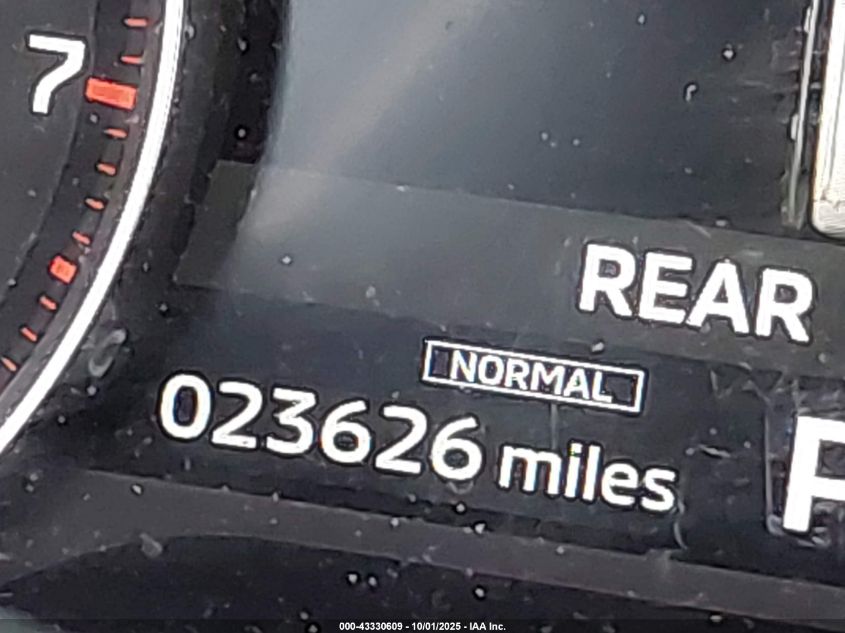 7
REAR
NORMAL
023626 miles
P
000-43330609 - 10/01/2025 - IAA Inc.